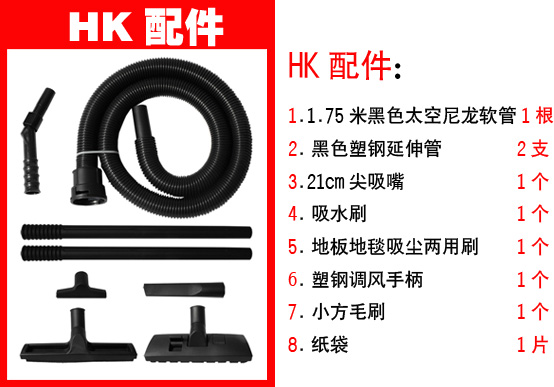 HK 配件
HK 配件:
1.1.75 米黑色太空尼龙软管 1 根
2. 黑色塑钢延伸管 2 支
3.21cm 尖吸嘴 1 个
4. 吸水刷 1 个
5. 地板地毯吸尘两用刷 1 个
6. 塑钢调风手柄 1 个
7. 小方毛刷 1 个
8. 纸袋 1 片